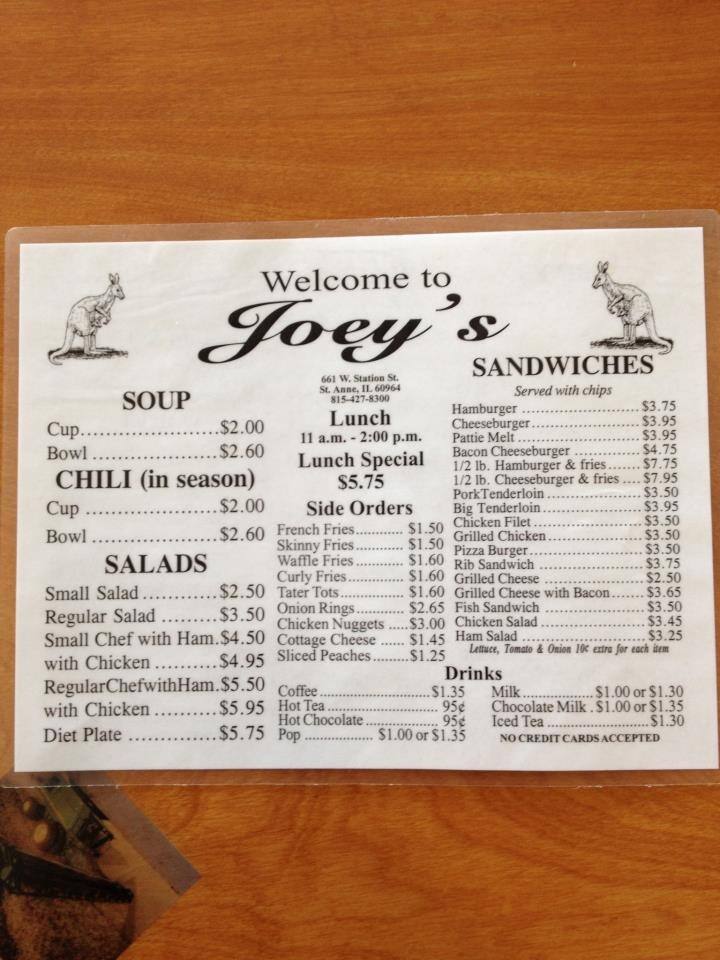 Welcome to
Joey's
661 W. Station St.
St. Anne, IL 60964
815-427-8300
Lunch
11 a.m. - 2:00 p.m.
Lunch Special
$5.75
SOUP
Cup....................$2.00
Bowl ...................$2.60
CHILI (in season)
Cup ....................$2.00
Bowl ...................$2.60
SALADS
Small Salad .............$2.50
Regular Salad .........$3.50
Small Chef with Ham.$4.50
with Chicken ...........$4.95
RegularChefwithHam.$5.50
with Chicken ...........$5.95
Diet Plate ...............$5.75
Side Orders
French Fries............ $1.50
Skinny Fries............ $1.50
Waffle Fries ............ $1.60
Curly Fries.............. $1.60
Tater Tots................ $1.60
Onion Rings............ $2.65
Chicken Nuggets .....$3.00
Cottage Cheese ...... $1.45
Sliced Peaches.........$1.25
SANDWICHES
Served with chips
Hamburger ..........................$3.75
Cheeseburger........................$3.95
Pattie Melt ............................$3.95
Bacon Cheeseburger ............$4.75
1/2 lb. Hamburger & fries.......$7.75
1/2 lb. Cheeseburger & fries ....$7.95
PorkTenderloin .....................$3.50
Big Tenderloin......................$3.95
Chicken Filet........................$3.50
Grilled Chicken.....................$3.50
Pizza Burger.........................$3.50
Rib Sandwich .......................$3.75
Grilled Cheese ......................$2.50
Grilled Cheese with Bacon......$3.65
Fish Sandwich ......................$3.50
Chicken Salad ......................$3.45
Ham Salad ...........................$3.25
Lettuce, Tomato & Onion 10¢ extra for each item
Drinks
Coffee.........................$1.35
Hot Tea .......................... 95¢
Hot Chocolate................. 95¢
Pop ................. $1.00 or $1.35
Milk..................$1.00 or $1.30
Chocolate Milk . $1.00 or $1.35
Iced Tea ........................$1.30
NO CREDIT CARDS ACCEPTED